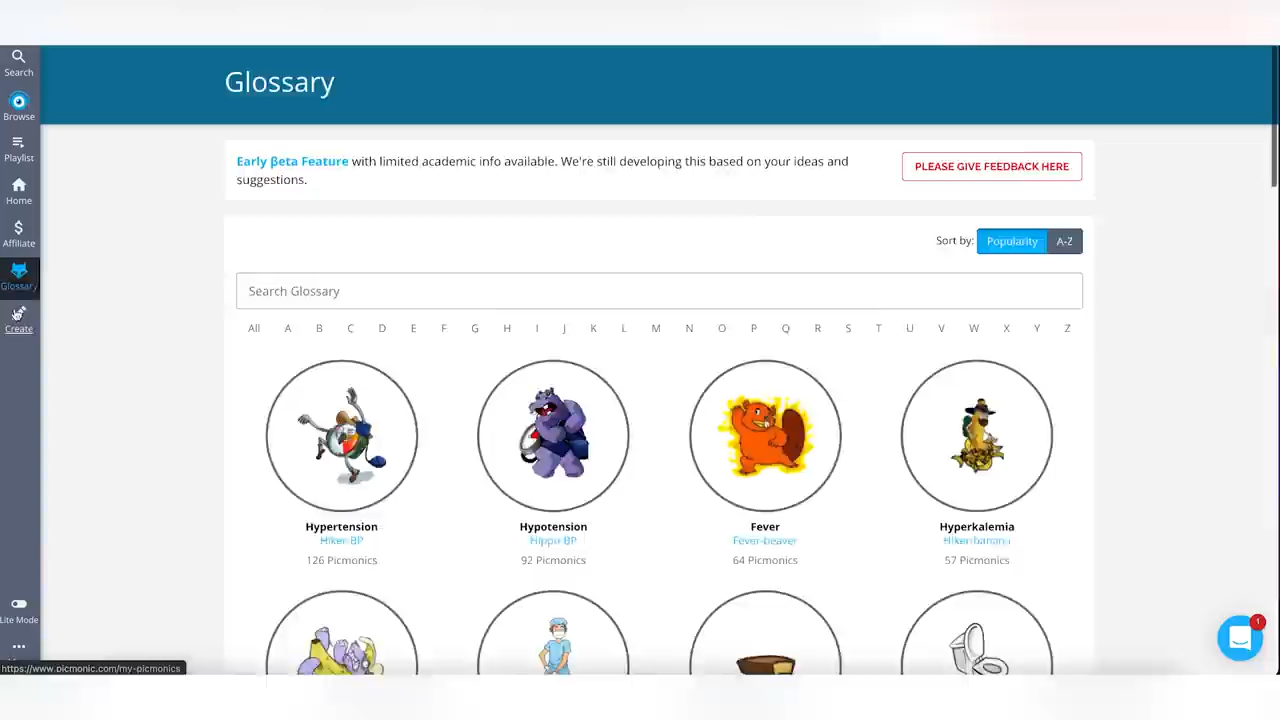 Search
Browse
Playlist
Home
Affiliate
Glossary
Create
Lite Mode
Glossary
Early βeta Feature with limited academic info available. We're still developing this based on your ideas and
suggestions.
PLEASE GIVE FEEDBACK HERE
Sort by: Popularity A-Z
Search Glossary
All A B C D E F G H I J K L M N O P Q R S T U V W X Y Z
Hypertension
Hiker-BP
126 Picmonics
Hypotension
Hippo-BP
92 Picmonics
Fever
Fever-beaver
64 Picmonics
Hyperkalemia
Hiker-banana
57 Picmonics
1
https://www.picmonic.com/my-picmonics